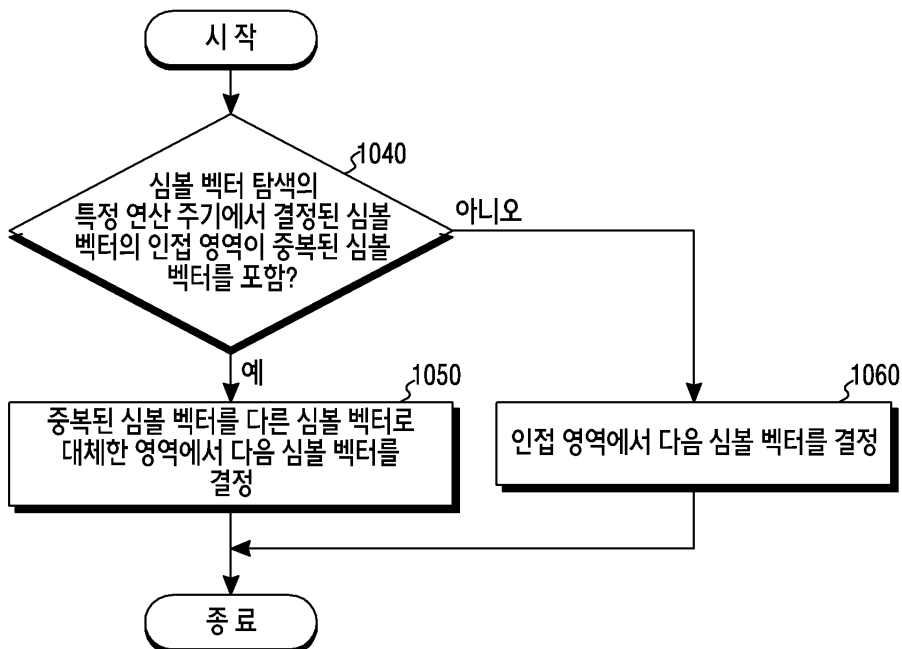 시 작
1040
심볼 벡터 탐색의
특정 연산 주기에서 결정된 심볼
벡터의 인접 영역이 중복된 심볼
벡터를 포함?
아니오
예
1050
중복된 심볼 벡터를 다른 심볼 벡터로
대체한 영역에서 다음 심볼 벡터를
결정
1060
인접 영역에서 다음 심볼 벡터를 결정
종 료